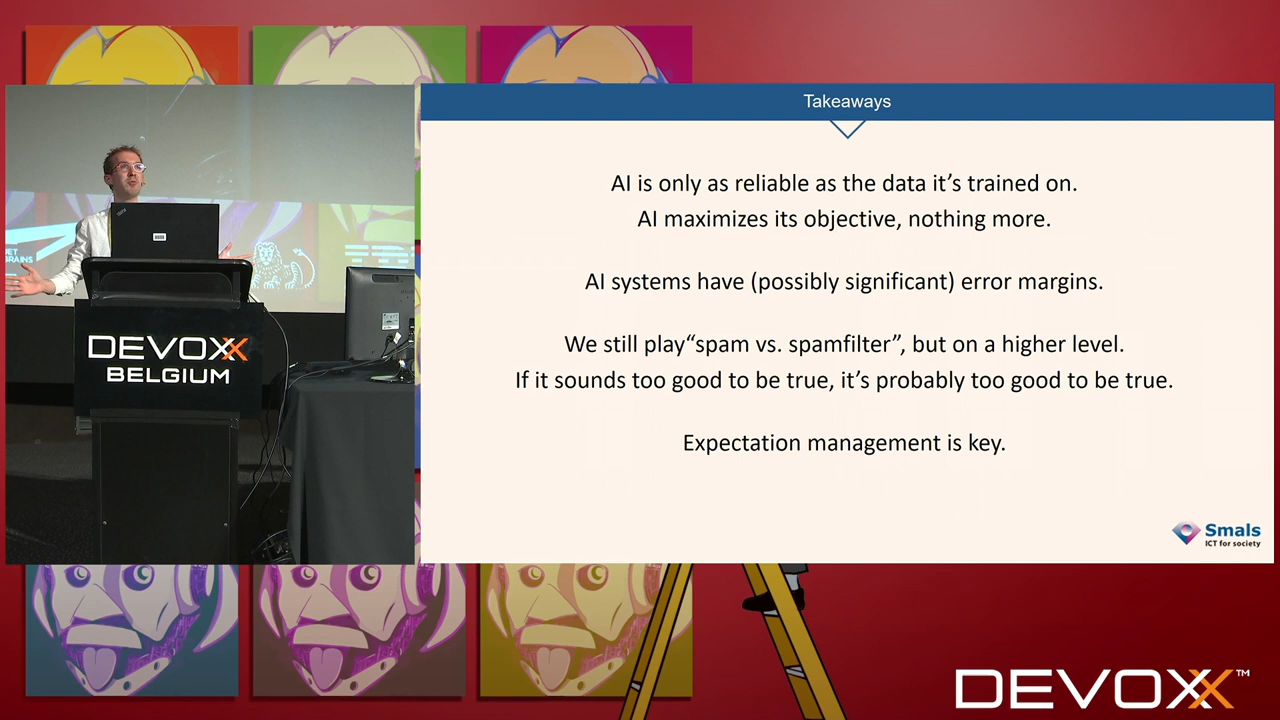 Takeaways
AI is only as reliable as the data it’s trained on.
AI maximizes its objective, nothing more.
AI systems have (possibly significant) error margins.
We still play“spam vs. spamfilter”, but on a higher level.
If it sounds too good to be true, it’s probably too good to be true.
Expectation management is key.
Smals
ICT for society
DEVOXX
BELGIUM
DEVOXX™